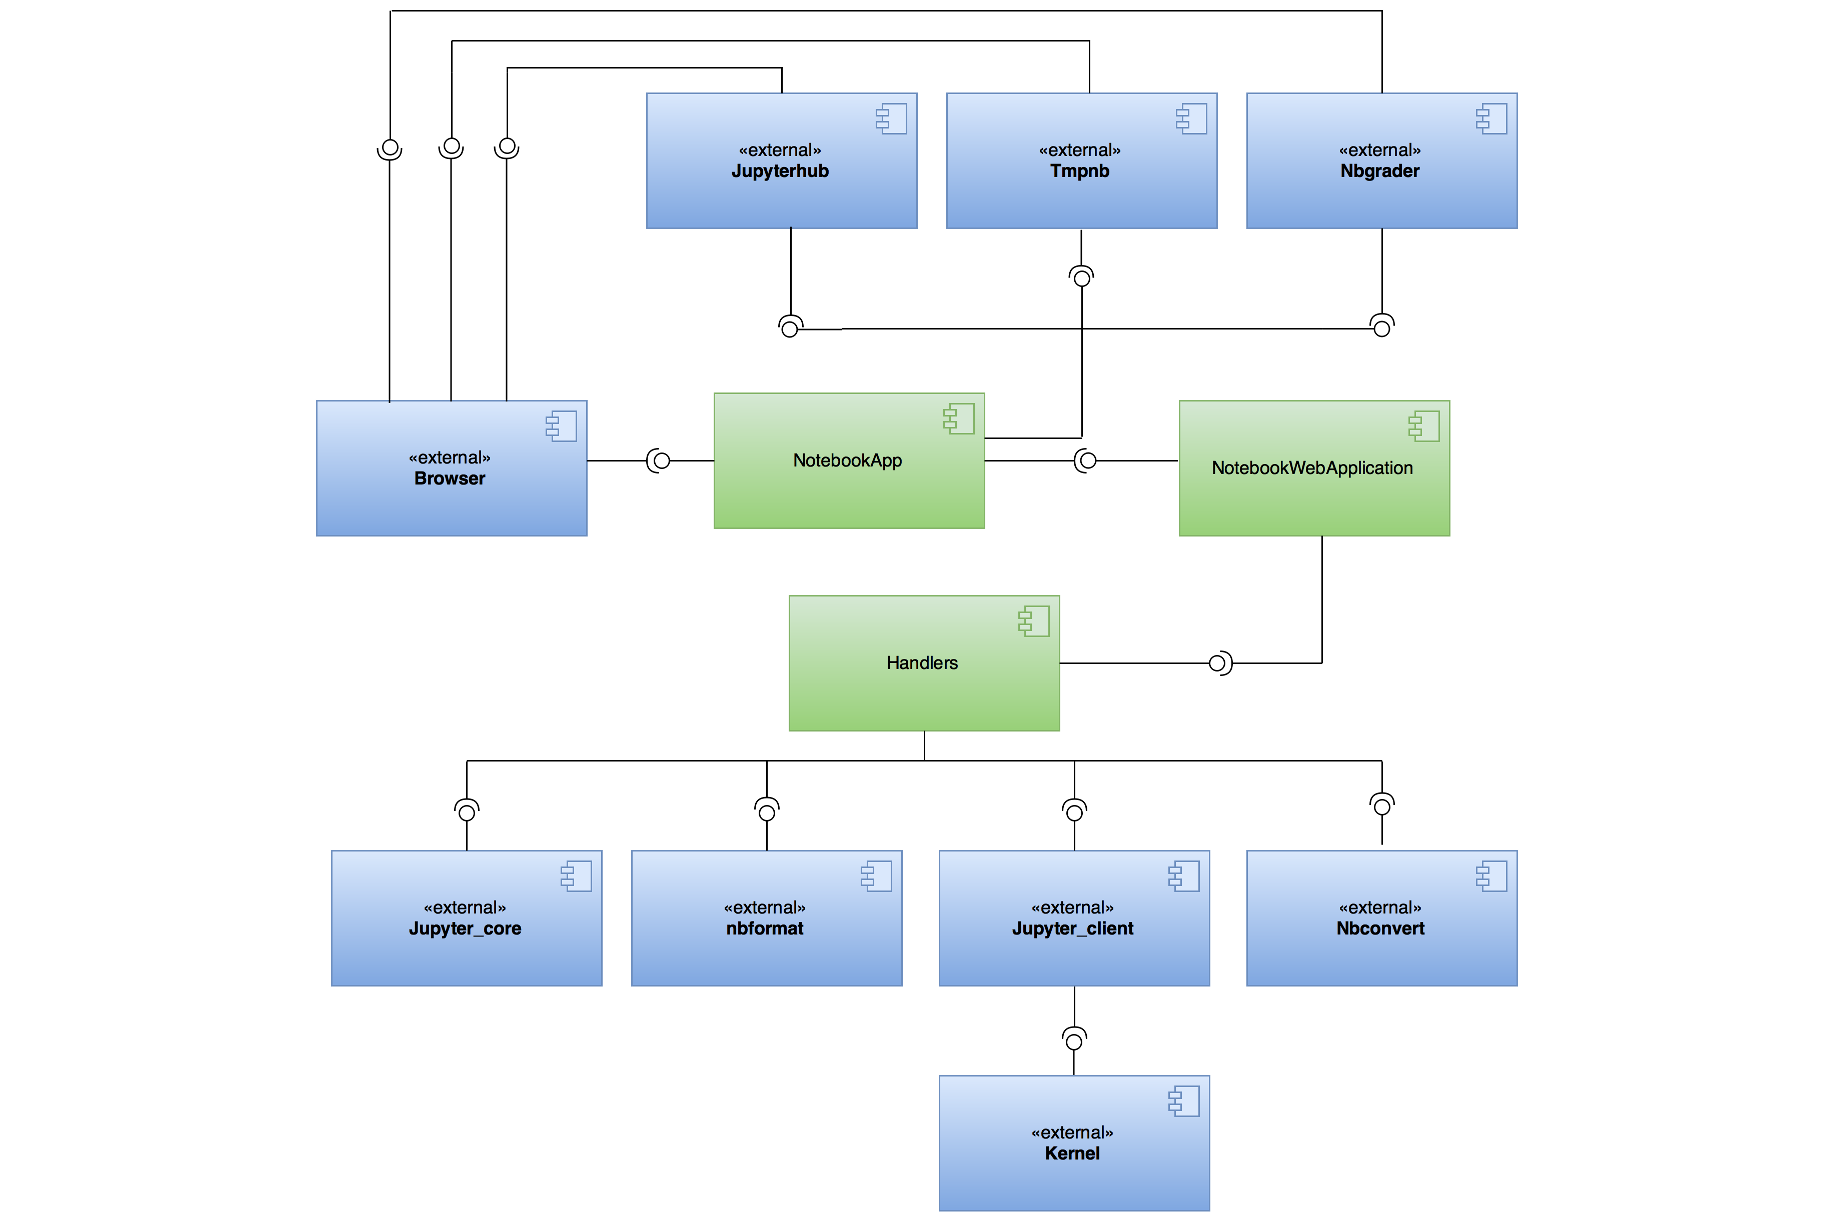 «external»
Jupyterhub
«external»
Tmpnb
«external»
Nbgrader
«external»
Browser
NotebookApp
NotebookWebApplication
Handlers
«external»
Jupyter_core
«external»
nbformat
«external»
Jupyter_client
«external»
Nbconvert
«external»
Kernel